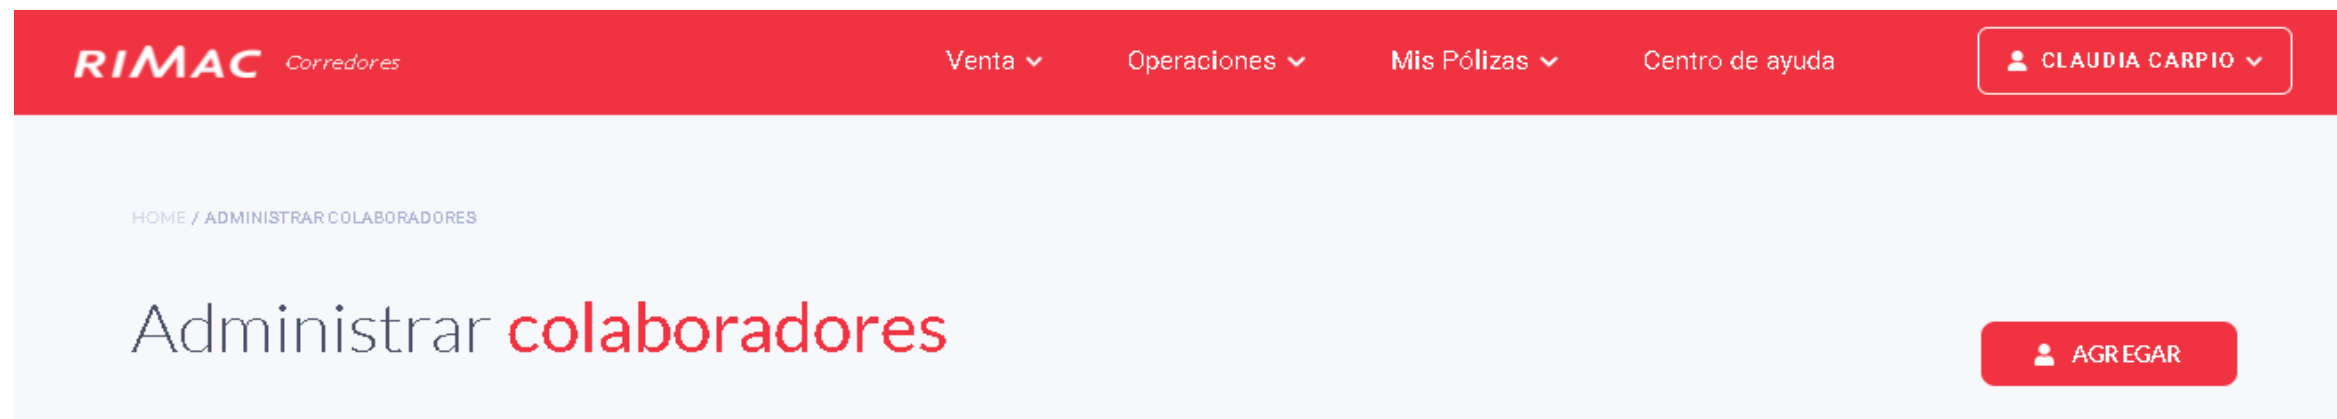 RIMAC Corredores Venta Operaciones Mis Pólizas Centro de ayuda CLAUDIA CARPIO
HOME / ADMINISTRAR COLABORADORES
Administrar colaboradores
AGREGAR